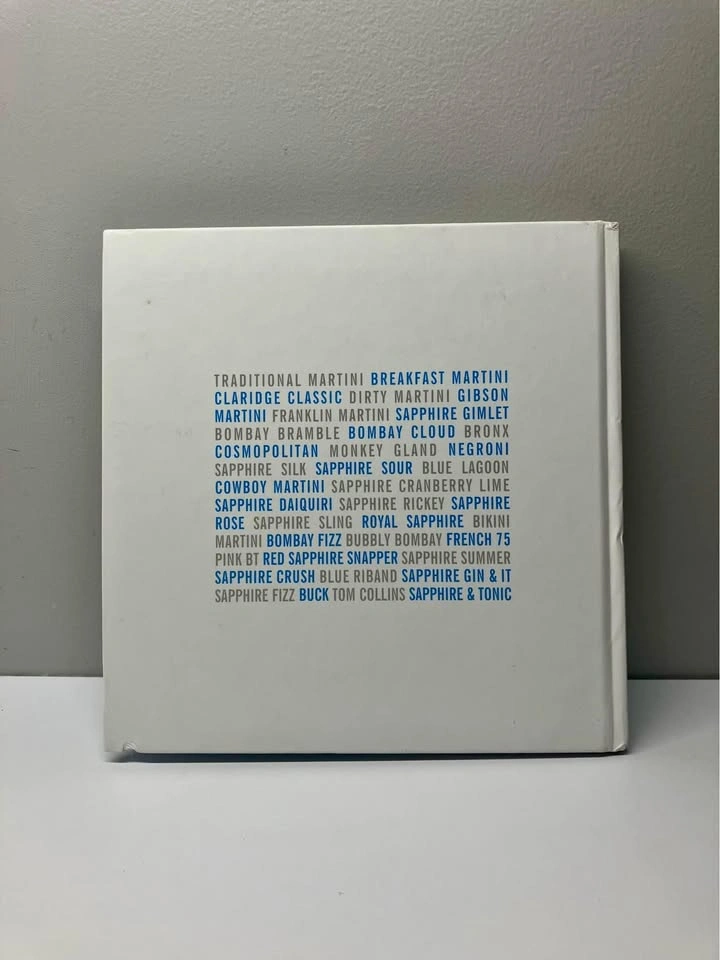 TRADITIONAL MARTINI BREAKFAST MARTINI
CLARIDGE CLASSIC DIRTY MARTINI GIBSON
MARTINI FRANKLIN MARTINI SAPPHIRE GIMLET
BOMBAY BRAMBLE BOMBAY CLOUD BRONX
COSMOPOLITAN MONKEY GLAND NEGRONI
SAPPHIRE SILK SAPPHIRE SOUR BLUE LAGOON
COWBOY MARTINI SAPPHIRE CRANBERRY LIME
SAPPHIRE DAIQUIRI SAPPHIRE RICKEY SAPPHIRE
ROSE SAPPHIRE SLING ROYAL SAPPHIRE BIKINI
MARTINI BOMBAY FIZZ BUBBLY BOMBAY FRENCH 75
PINK BT RED SAPPHIRE SNAPPER SAPPHIRE SUMMER
SAPPHIRE CRUSH BLUE RIBAND SAPPHIRE GIN & IT
SAPPHIRE FIZZ BUCK TOM COLLINS SAPPHIRE & TONIC